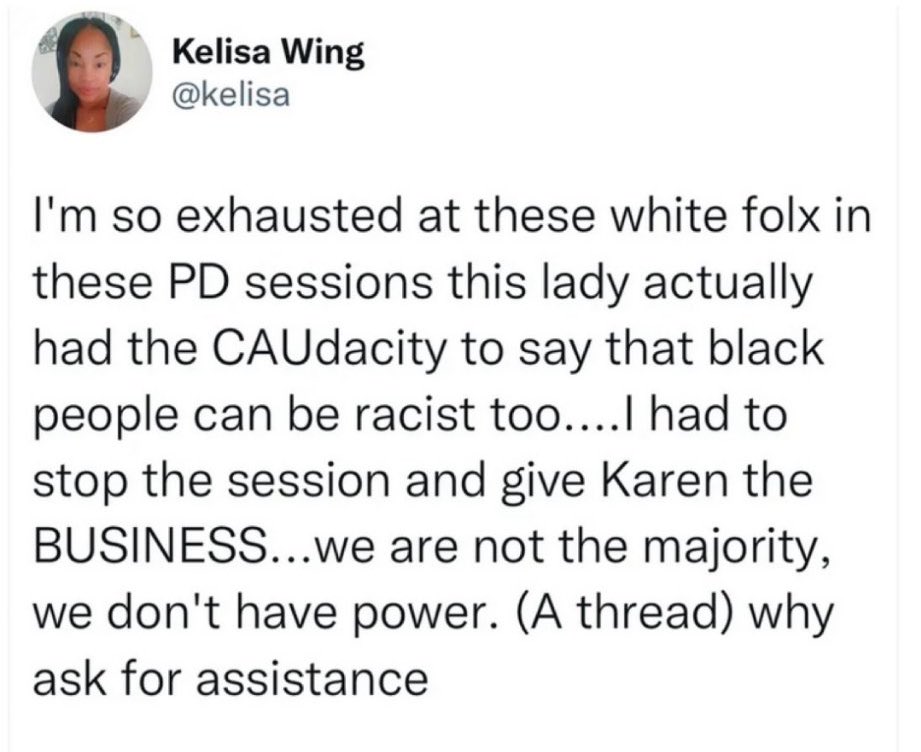 Kelisa Wing
@kelisa
I'm so exhausted at these white folx in
these PD sessions this lady actually
had the CAUdacity to say that black
people can be racist too....I had to
stop the session and give Karen the
BUSINESS...we are not the majority,
we don't have power. (A thread) why
ask for assistance